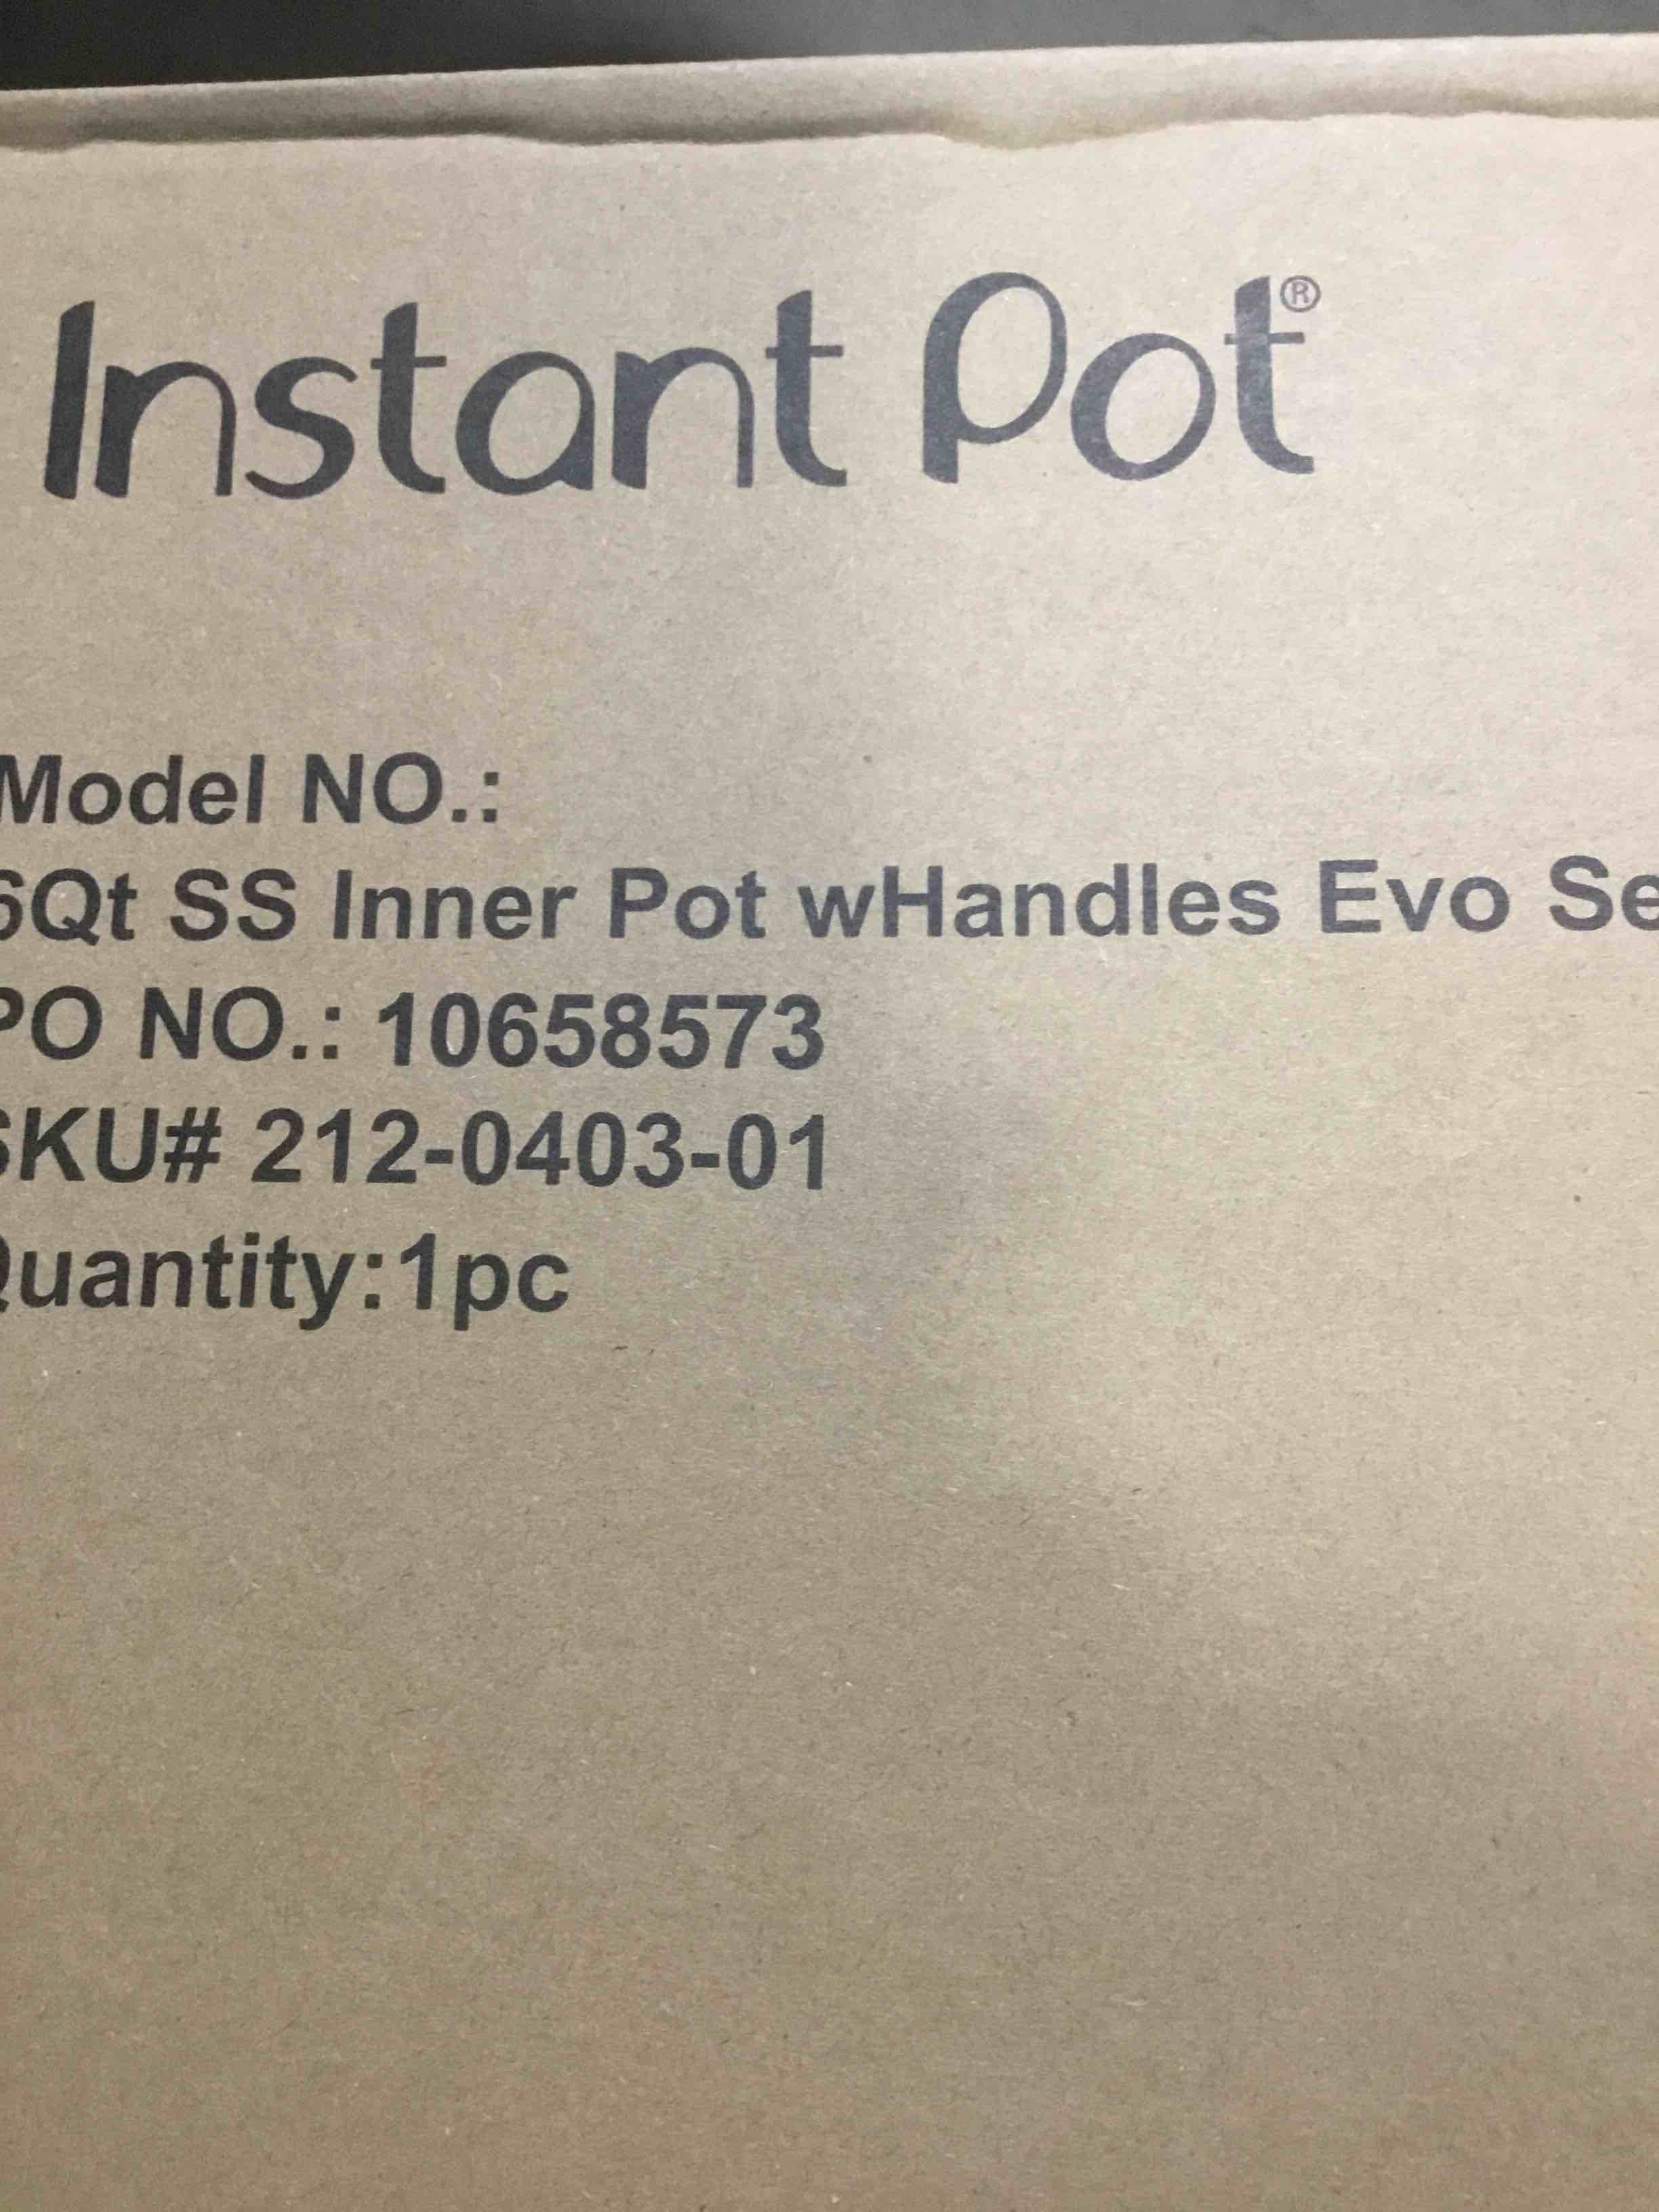 Instant Pot®
Model NO.:
6Qt SS Inner Pot wHandles Evo Se
PO NO.: 10658573
SKU# 212-0403-01
Quantity:1pc